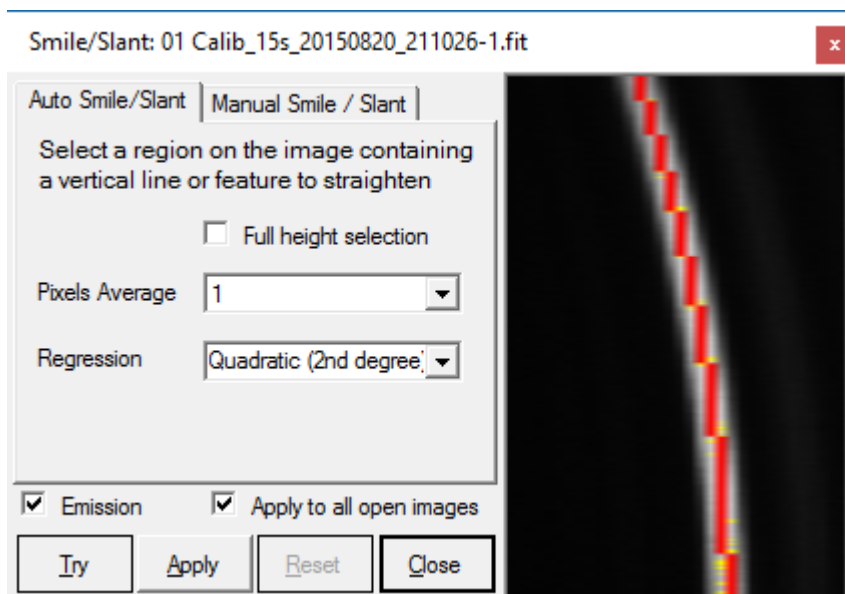 Smile/Slant: 01 Calib_15s_20150820_211026-1.fit
x
Auto Smile/Slant
Manual Smile / Slant
Select a region on the image containing
a vertical line or feature to straighten
Full height selection
Pixels Average
1
Regression
Quadratic (2nd degree)
Emission
Apply to all open images
Try
Apply
Reset
Close